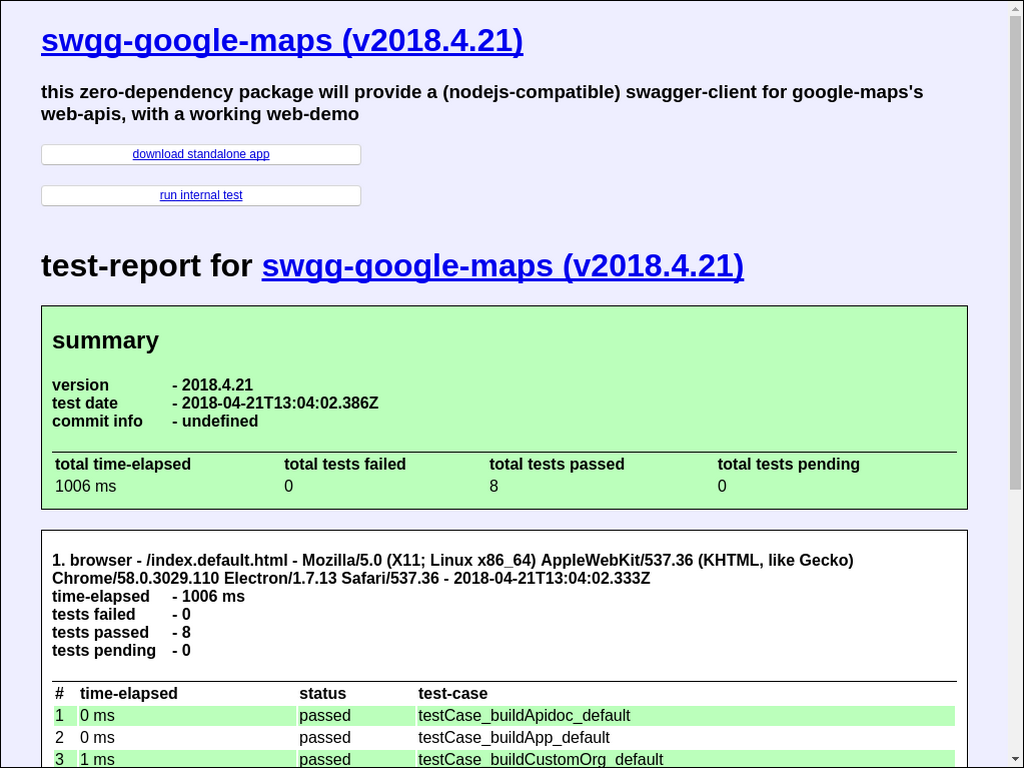 swgg-google-maps (v2018.4.21)
this zero-dependency package will provide a (nodejs-compatible) swagger-client for google-maps's
web-apis, with a working web-demo
download standalone app
run internal test
test-report for swgg-google-maps (v2018.4.21)
summary
version - 2018.4.21
test date - 2018-04-21T13:04:02.386Z
commit info - undefined
total time-elapsed total tests failed total tests passed total tests pending
1006 ms 0 8 0
1. browser - /index.default.html - Mozilla/5.0 (X11; Linux x86_64) AppleWebKit/537.36 (KHTML, like Gecko)
Chrome/58.0.3029.110 Electron/1.7.13 Safari/537.36 - 2018-04-21T13:04:02.333Z
time-elapsed - 1006 ms
tests failed - 0
tests passed - 8
tests pending - 0
# time-elapsed status test-case
1 0 ms passed testCase_buildApidoc_default
2 0 ms passed testCase_buildApp_default
3 1 ms passed testCase_buildCustomOrg_default